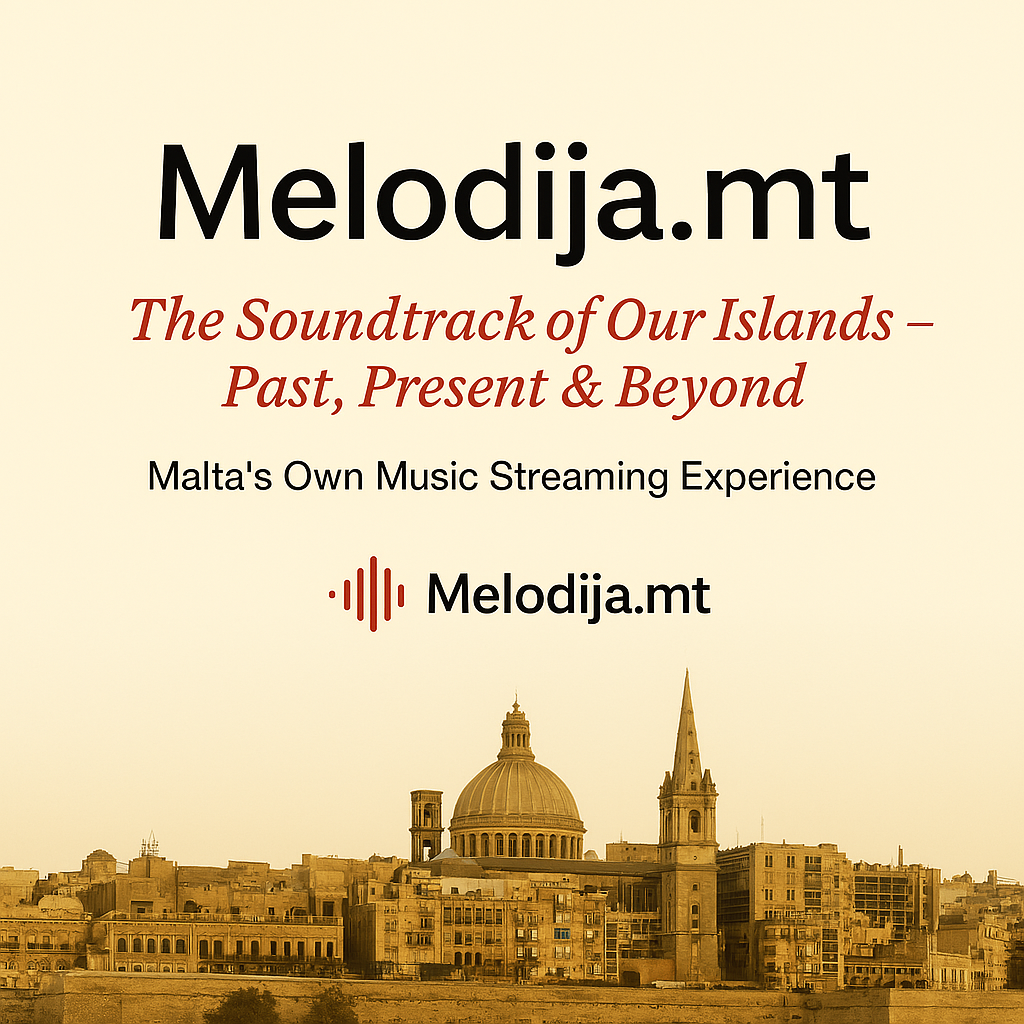 Melodija.mt
The Soundtrack of Our Islands –
Past, Present & Beyond
Malta's Own Music Streaming Experience
Melodija.mt